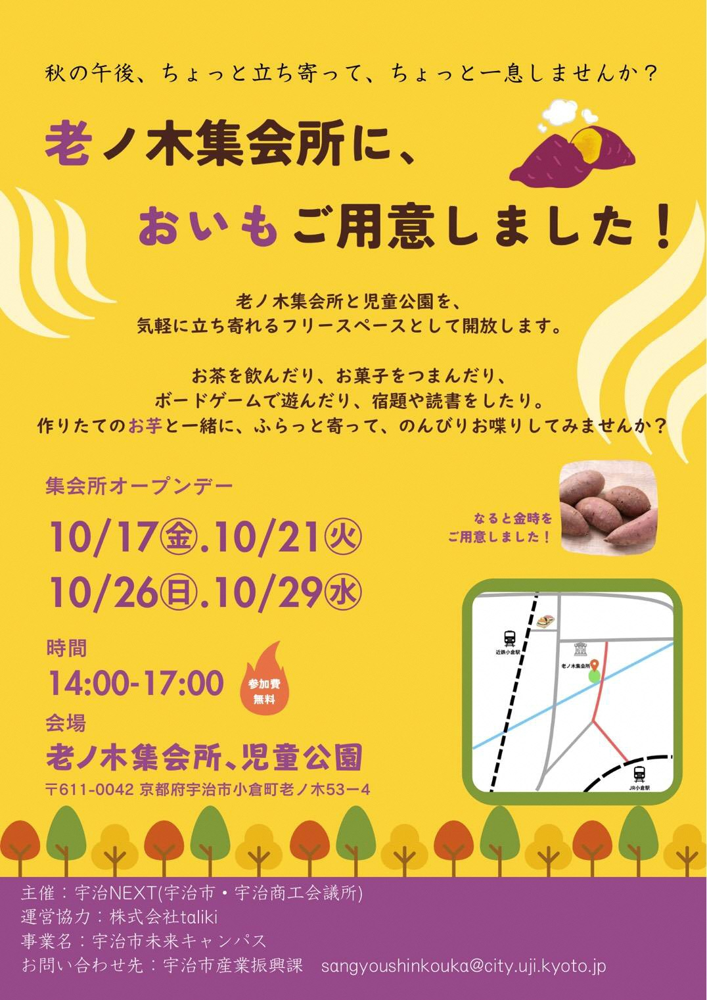 秋の午後、ちょっと立ち寄って、ちょっと一息しませんか？
老ノ木集会所に、
おいもご用意しました！
老ノ木集会所と児童公園を、
気軽に立ち寄れるフリースペースとして開放します。
お茶を飲んだり、お菓子をつまんだり、
ボードゲームで遊んだり、宿題や読書をしたり。
作りたてのお芋と一緒に、ふらっと寄って、のんびりお喋りしてみませんか？
集会所オープンデー
10/17㊎.10/21㊋
10/26㊐.10/29㊌
なると金時を
ご用意しました！
時間
14:00-17:00
参加費
無料
会場
老ノ木集会所、児童公園
〒611-0042 京都府宇治市小倉町老ノ木53ー4
近鉄小倉駅
老ノ木集会所
JR小倉駅
主催：宇治NEXT(宇治市・宇治商工会議所)
運営協力：株式会社taliki
事業名：宇治市未来キャンパス
お問い合わせ先：宇治市産業振興課　sangyoushinkouka@city.uji.kyoto.jp